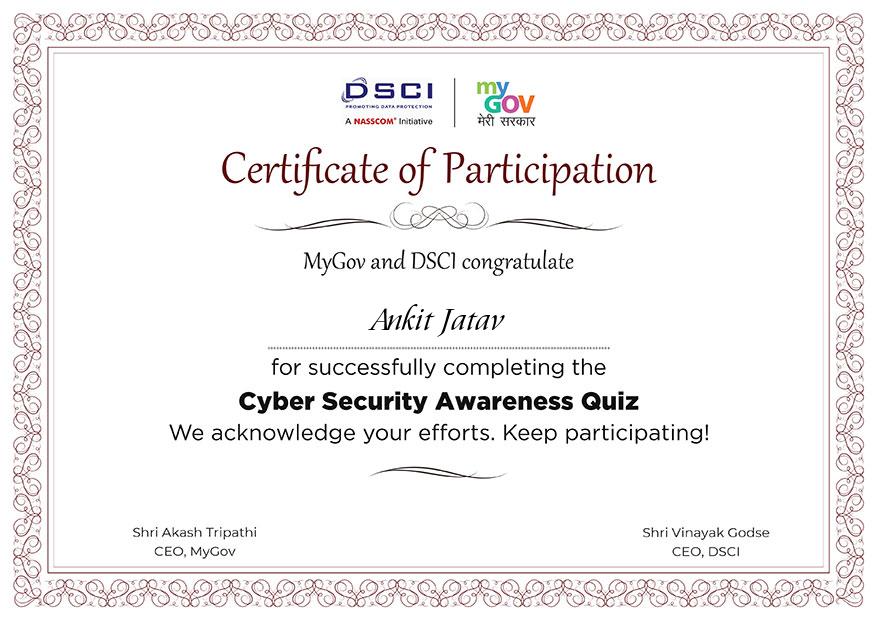 DSCI
PROMOTING DATA PROTECTION
A NASSCOM® Initiative
my
GOV
मेरी सरकार
Certificate of Participation
MyGov and DSCI congratulate
Ankit Jatav
for successfully completing the
Cyber Security Awareness Quiz
We acknowledge your efforts. Keep participating!
Shri Akash Tripathi
CEO, MyGov
Shri Vinayak Godse
CEO, DSCI